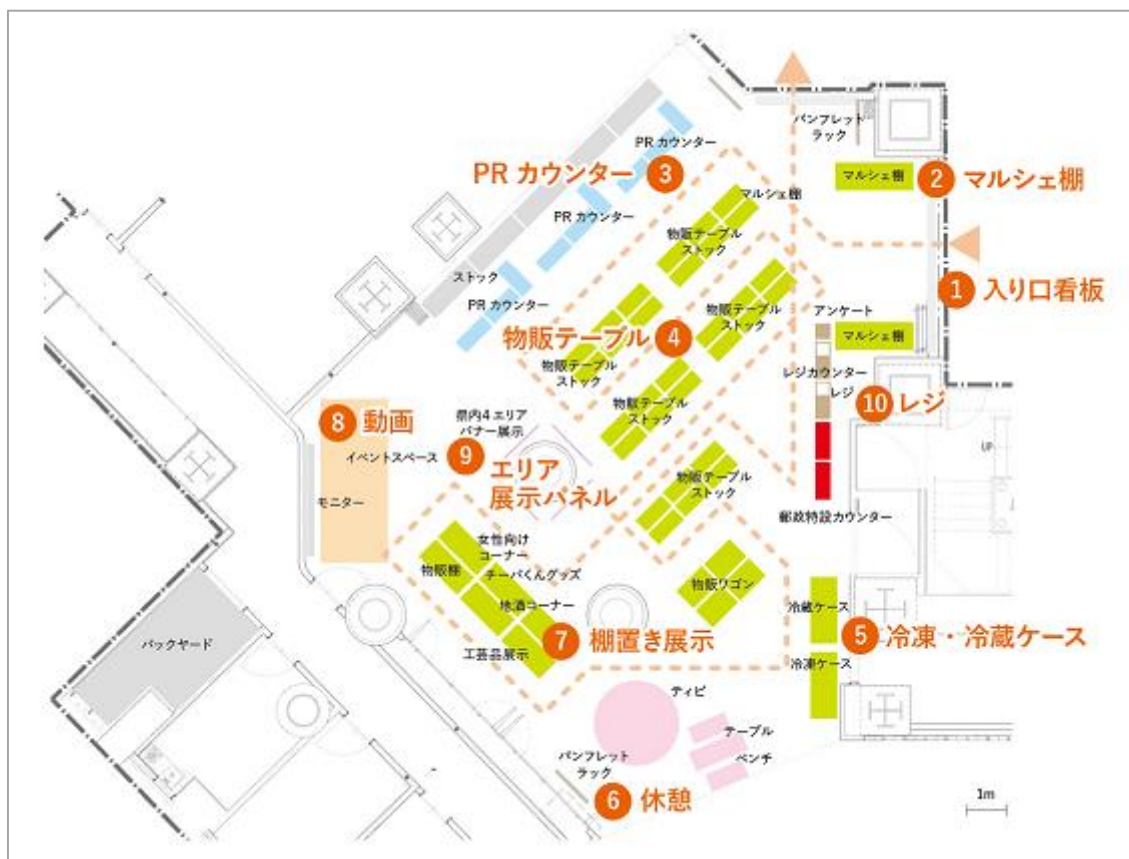 パンフレット
ラック
PR カウンター
マルシェ棚
2 マルシェ棚
PR カウンター 3
マルシェ棚
PR カウンター
物販テーブル
ストック
ストック
1 入り口看板
PR カウンター
物販テーブル
ストック
アンケート
マルシェ棚
物販テーブル 4
物販テーブル
ストック
レジカウンター
レジ
10 レジ
物販テーブル
ストック
8 動画
県内4エリア
バナー展示
イベントスペース
9 エリア
展示パネル
モニター
物販テーブル
ストック
郵政特設カウンター
UP
女性向け
コーナー
物販棚
チーバくんグッズ
地酒コーナー
物販ワゴン
冷蔵ケース
5 冷凍・冷蔵ケース
バックヤード
工芸品展示
7 棚置き展示
冷凍ケース
ティピ
テーブル
ベンチ
パンフレット
ラック
6 休憩
1m